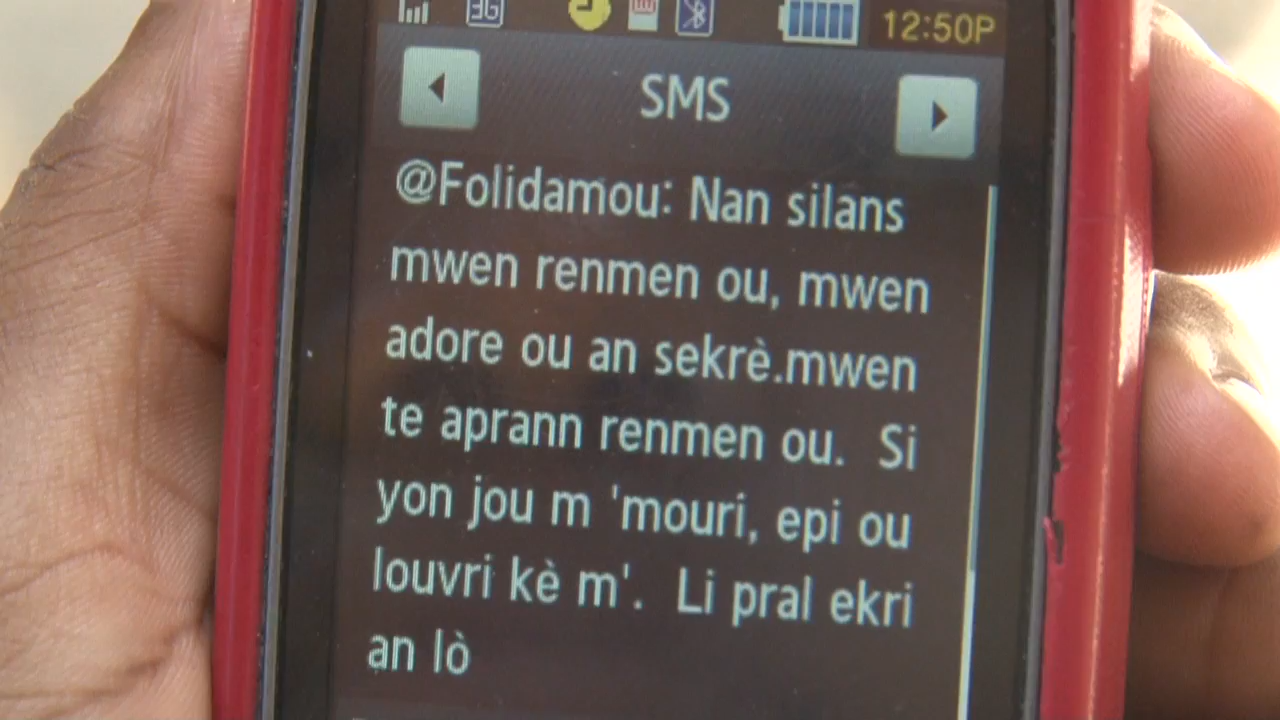 3G
12:50P
SMS
@Folidamou: Nan silans
mwen renmen ou, mwen
adore ou an sekrè.mwen
te aprann renmen ou.  Si
yon jou m 'mouri, epi ou
louvri kè m'.  Li pral ekri
an lò